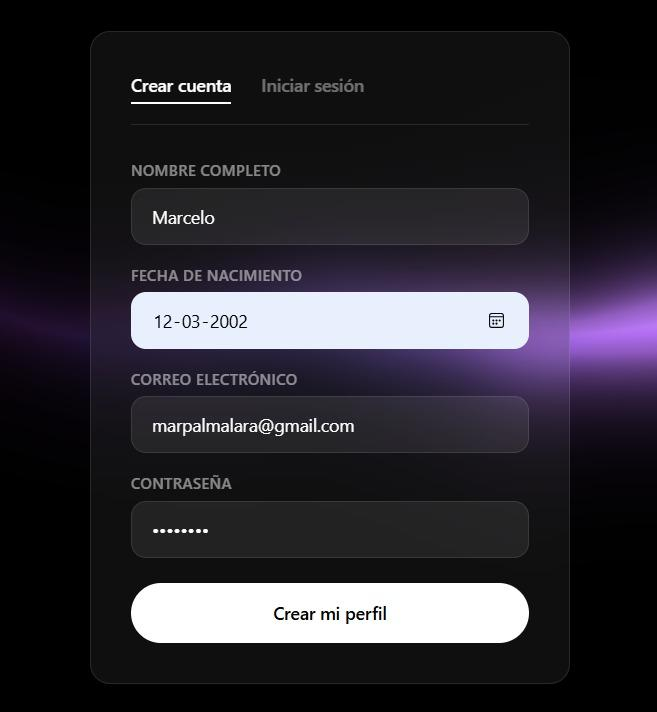 Crear cuenta Iniciar sesión
NOMBRE COMPLETO
Marcelo
FECHA DE NACIMIENTO
12-03-2002
CORREO ELECTRÓNICO
marpalmalara@gmail.com
CONTRASEÑA
••••••••
Crear mi perfil